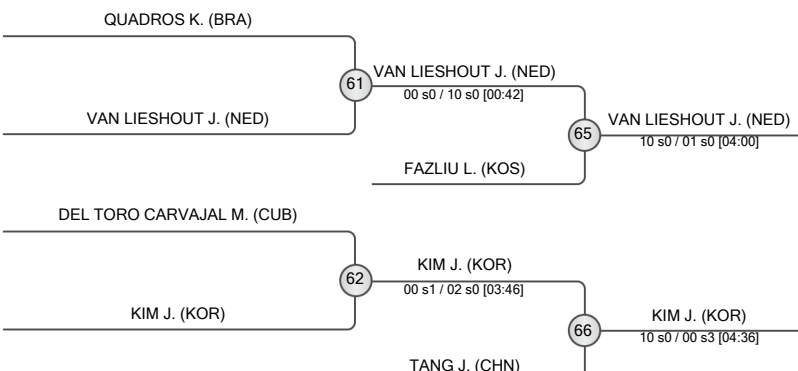 QUADROS K. (BRA)
61
VAN LIESHOUT J. (NED)
00 s0 / 10 s0 [00:42]
VAN LIESHOUT J. (NED)
65
VAN LIESHOUT J. (NED)
10 s0 / 01 s0 [04:00]
FAZLIU L. (KOS)
DEL TORO CARVAJAL M. (CUB)
62
KIM J. (KOR)
00 s1 / 02 s0 [03:46]
KIM J. (KOR)
66
KIM J. (KOR)
10 s0 / 00 s3 [04:36]
TANG J. (CHN)